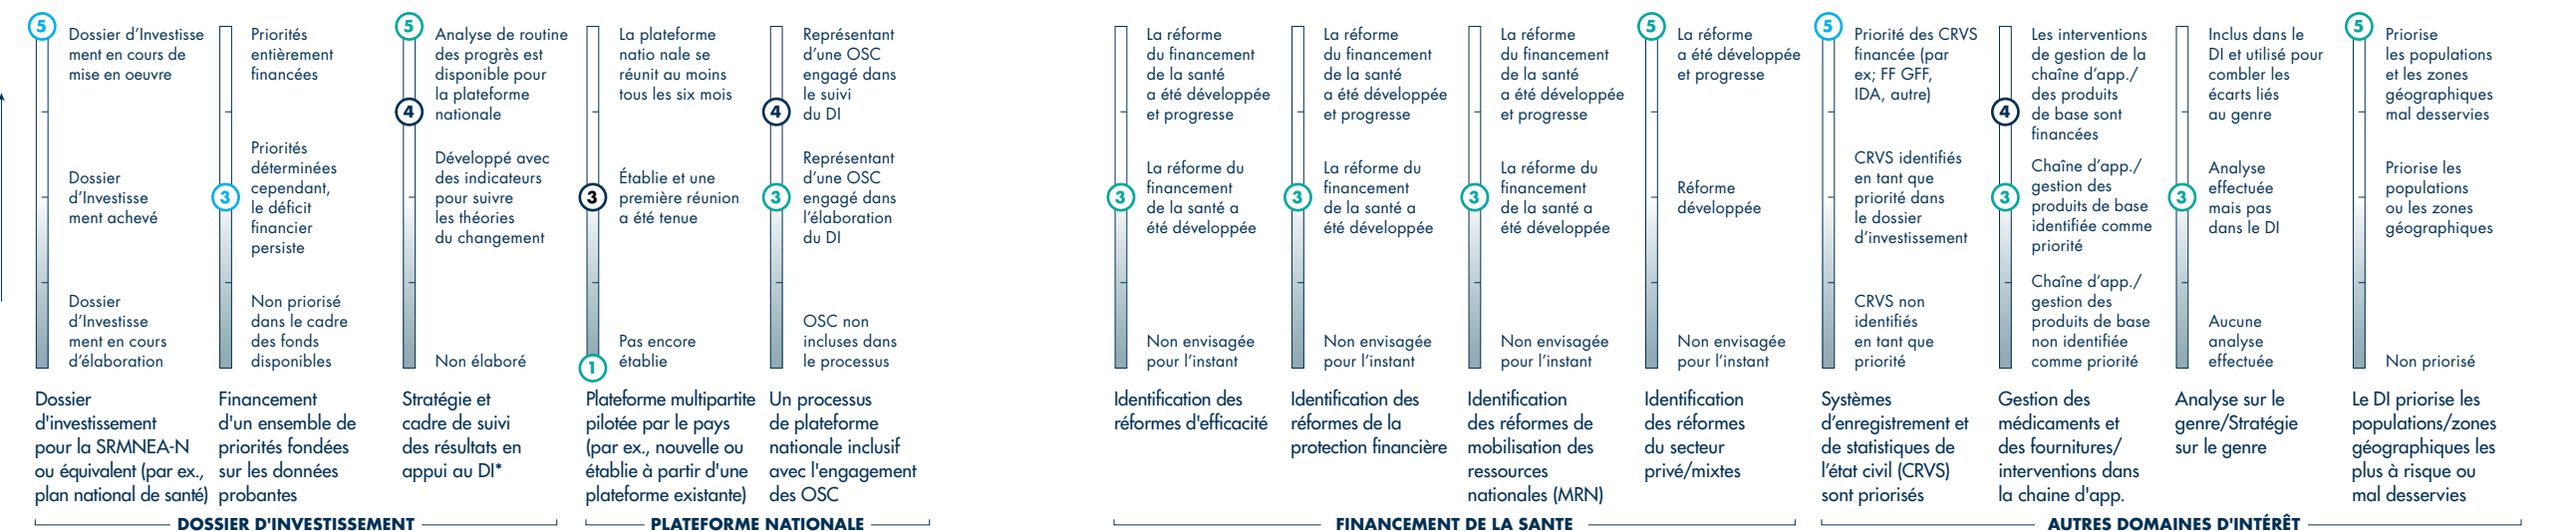 5
Dossier d’Investisse
ment en cours de
mise en oeuvre
Dossier
d’Investisse
ment achevé
Dossier
d’Investisse
ment en cours
d’élaboration
Dossier
d'investissement
pour la SRMNEA-N
ou équivalent (par ex.,
plan national de santé)
Priorités
entièrement
financées
3
Priorités
déterminées
cependant,
le déficit
financier
persiste
Non priorisé
dans le cadre
des fonds
disponibles
Financement
d'un ensemble de
priorités fondées
sur les données
probantes
5
Analyse de routine
des progrès est
disponible pour
la plateforme
nationale
4
Développé avec
des indicateurs
pour suivre
les théories
du changement
Non élaboré
Stratégie et
cadre de suivi
des résultats en
appui au DI*
DOSSIER D'INVESTISSEMENT
La plateforme
natio nale se
réunit au moins
tous les six mois
3
Établie et une
première réunion
a été tenue
Pas encore
établie
1
Plateforme multipartite
pilotée par le pays
(par ex., nouvelle ou
établie à partir d'une
plateforme existante)
Représentant
d’une OSC
engagé dans
le suivi
du DI
4
Représentant
d’une OSC
engagé dans
l’élaboration
du DI
3
OSC non
incluses dans
le processus
Un processus
de plateforme
nationale inclusif
avec l'engagement
des OSC
PLATEFORME NATIONALE
La réforme
du financement
de la santé
a été développée
et progresse
3
La réforme du
financement
de la santé a
été développée
Non envisagée
pour l’instant
Identification des
réformes d'efficacité
La réforme
du financement
de la santé
a été développée
et progresse
3
La réforme du
financement
de la santé a
été développée
Non envisagée
pour l’instant
Identification des
réformes de la
protection financière
La réforme
du financement
de la santé
a été développée
et progresse
3
La réforme du
financement
de la santé a
été développée
Non envisagée
pour l’instant
Identification
des réformes de
mobilisation des
ressources
nationales (MRN)
5
La réforme
a été développée
et progresse
Réforme
développée
Non envisagée
pour l’instant
Identification
des réformes
du secteur
privé/mixtes
FINANCEMENT DE LA SANTE
5
Priorité des CRVS
financée (par
ex; FF GFF,
IDA, autre)
CRVS identifiés
en tant que
priorité dans
le dossier
d’investissement
CRVS non
identifiés
en tant que
priorité
Systèmes
d’enregistrement et
de statistiques de
l’état civil (CRVS)
sont priorisés
Les interventions
de gestion de la
chaîne d’app./
des produits
de base sont
financées
4
Chaîne d’app./
gestion des
produits de base
identifiée comme
priorité
3
Chaîne d’app./
gestion des
produits de base
non identifiée
comme priorité
Gestion des
médicaments et
des fournitures/
interventions dans
la chaine d'app.
Inclus dans le
DI et utilisé pour
combler les
écarts liés
au genre
3
Analyse
effectuée
mais pas
dans le DI
Aucune
analyse
effectuée
Analyse sur le
genre/Stratégie
sur le genre
5
Priorise
les populations
et les zones
géographiques
mal desservies
Priorise les
populations
ou les zones
géographiques
Non priorisé
Le DI priorise les
populations/zones
géographiques les
plus à risque ou
mal desservies
AUTRES DOMAINES D'INTÉRÊT